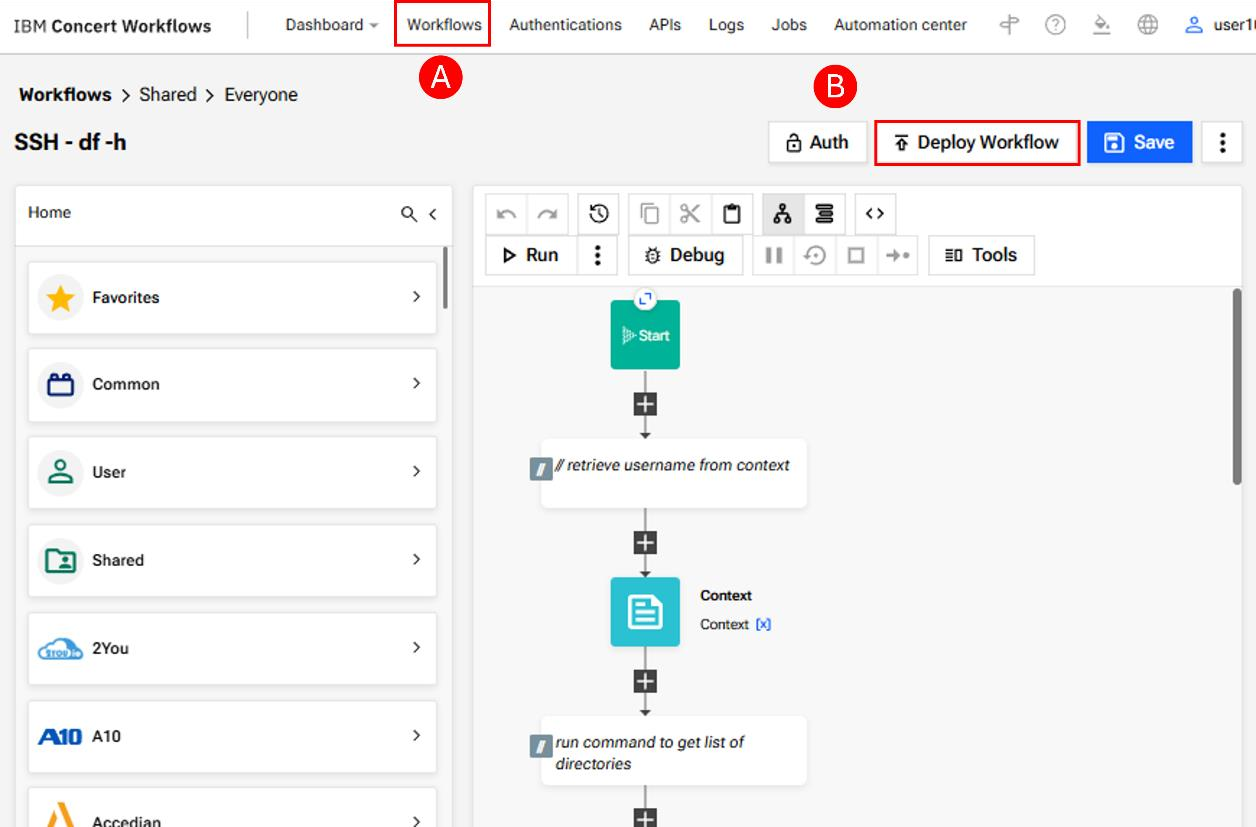 IBM Concert Workflows
Dashboard
Workflows
Authentications
APIs
Logs
Jobs
Automation center
user1
A
B
Workflows > Shared > Everyone
SSH - df -h
Auth
Deploy Workflow
Save
Home
Run
Debug
Tools
Favorites
Common
User
Shared
2YOU
2You
A10
A10
Accedian
Start
// retrieve username from context
Context
Context [x]
run command to get list of
directories